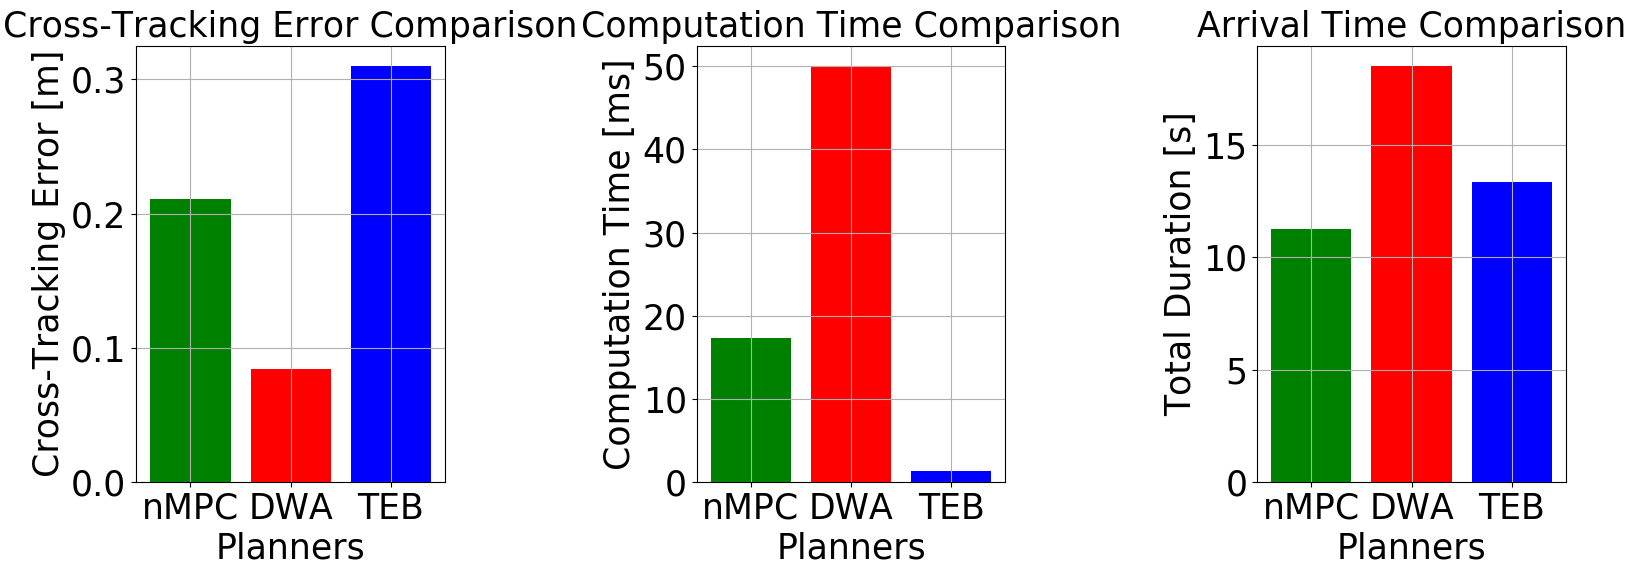 Cross-Tracking Error Comparison
Cross-Tracking Error [m]
0.3
0.2
0.1
0.0
nMPC DWA TEB
Planners
Computation Time Comparison
Computation Time [ms]
50
40
30
20
10
0
nMPC DWA TEB
Planners
Arrival Time Comparison
Total Duration [s]
15
10
5
0
nMPC DWA TEB
Planners